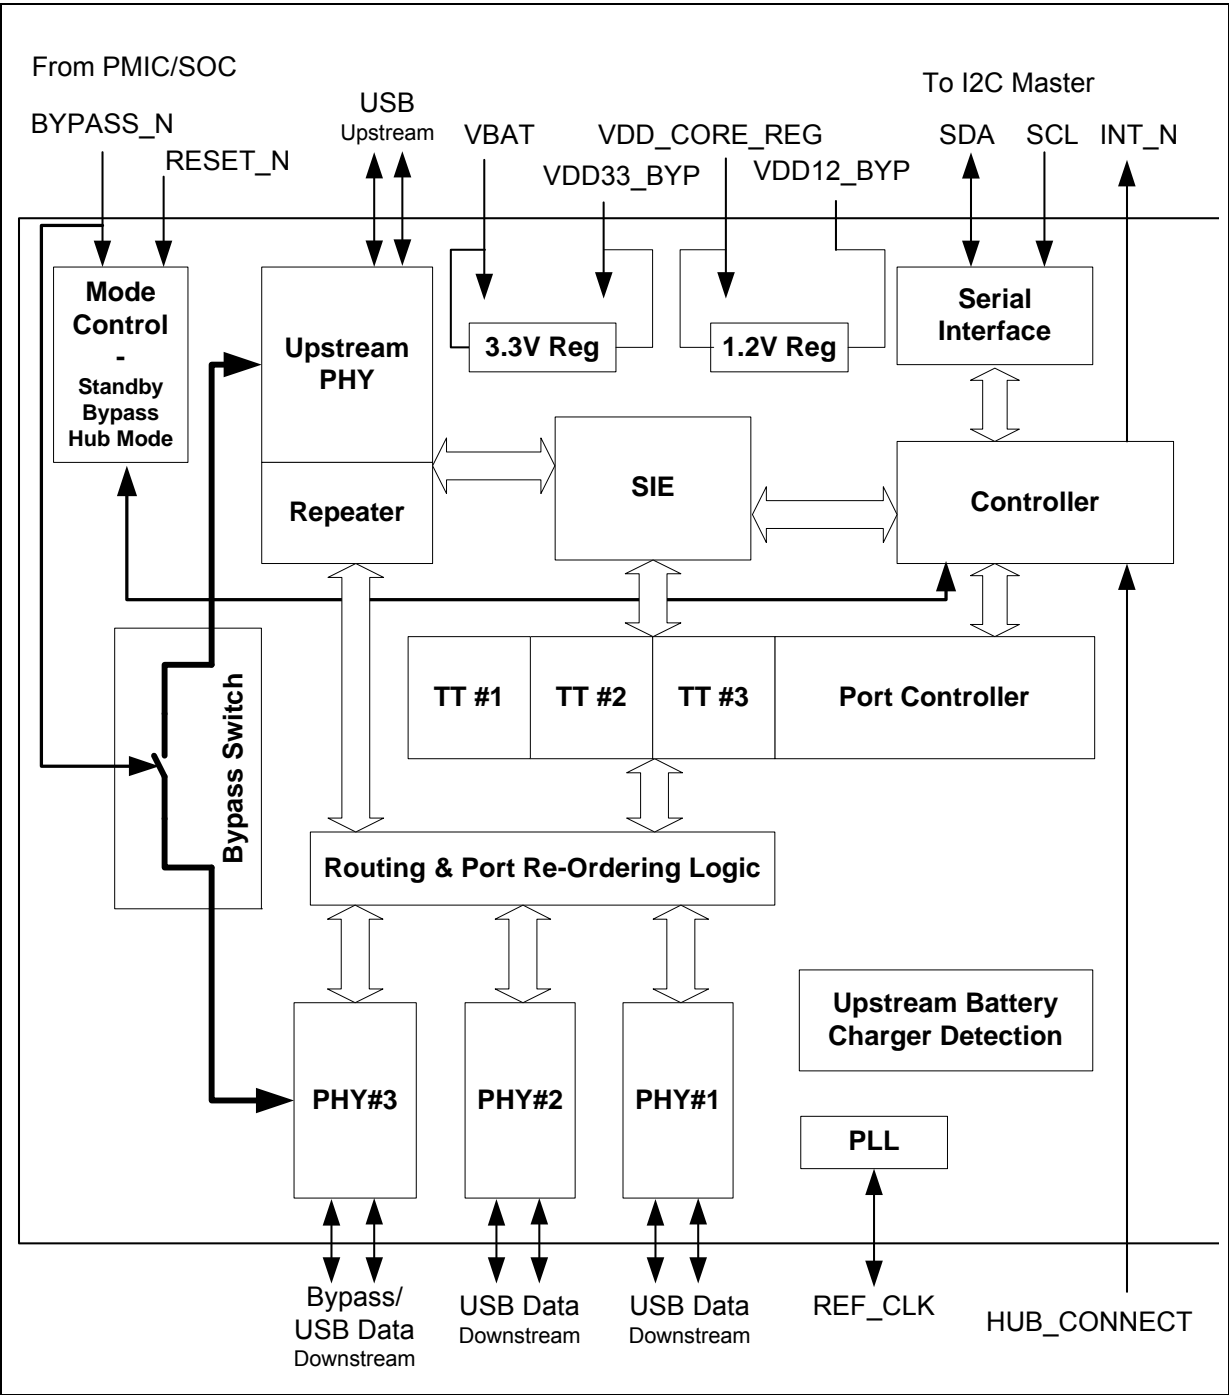 From PMIC/SOC
To I2C Master
USB
Upstream
BYPASS_N
RESET_N
VBAT
VDD33_BYP
VDD_CORE_REG
VDD12_BYP
SDA
SCL
INT_N
Mode
Control
-
Standby
Bypass
Hub Mode
Upstream
PHY
Repeater
3.3V Reg
1.2V Reg
Serial
Interface
SIE
Controller
Bypass Switch
TT #1
TT #2
TT #3
Port Controller
Routing & Port Re-Ordering Logic
PHY#3
PHY#2
PHY#1
Upstream Battery
Charger Detection
PLL
Bypass/
USB Data
Downstream
USB Data
Downstream
USB Data
Downstream
REF_CLK
HUB_CONNECT